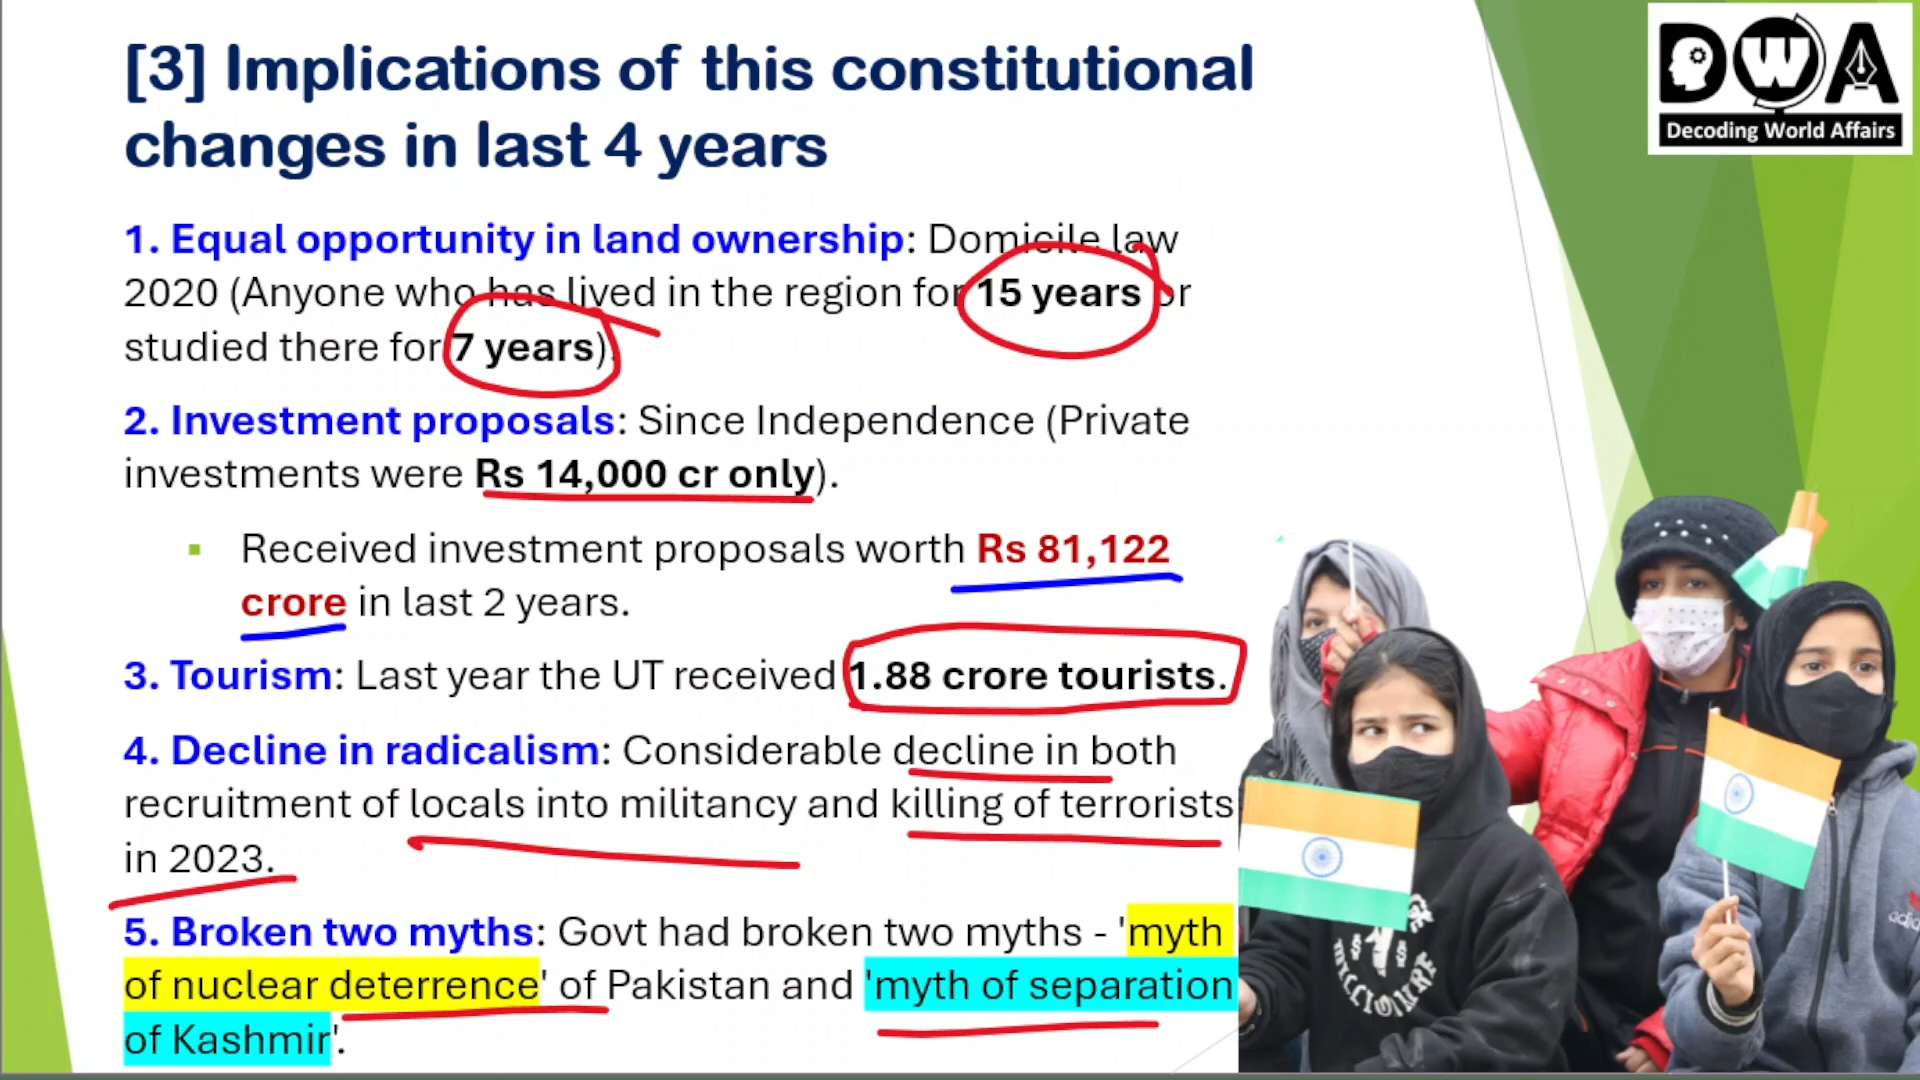 [3] Implications of this constitutional
changes in last 4 years
DWA
Decoding World Affairs
1. Equal opportunity in land ownership: Domicile law
2020 (Anyone who has lived in the region for 15 years or
studied there for 7 years)
2. Investment proposals: Since Independence (Private
investments were Rs 14,000 cr only).
Received investment proposals worth Rs 81,122
crore in last 2 years.
3. Tourism: Last year the UT received 1.88 crore tourists.
4. Decline in radicalism: Considerable decline in both
recruitment of locals into militancy and killing of terrorists
in 2023.
5. Broken two myths: Govt had broken two myths - 'myth
of nuclear deterrence' of Pakistan and 'myth of separation
of Kashmir'.